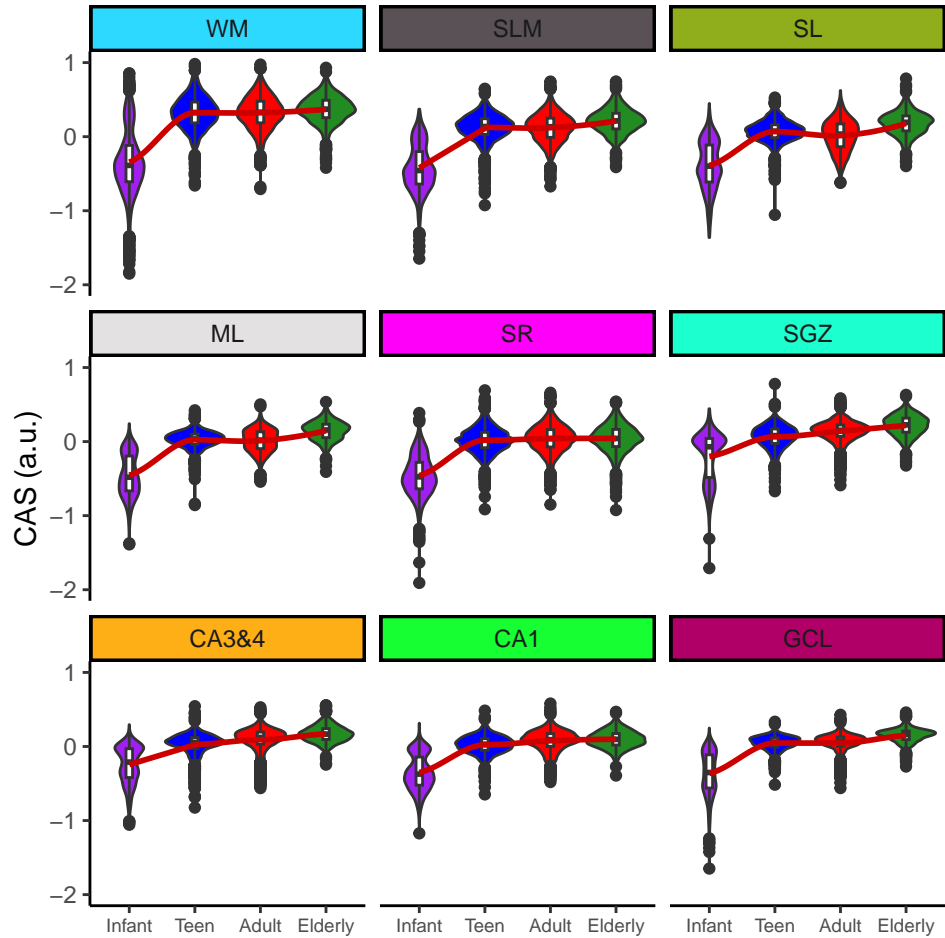 WM SLM SL
1
0
−1
−2
ML SR SGZ
1
0
−1
−2
CAS (a.u.)
CA3&4 CA1 GCL
1
0
−1
−2
Infant Teen Adult Elderly Infant Teen Adult Elderly Infant Teen Adult Elderly